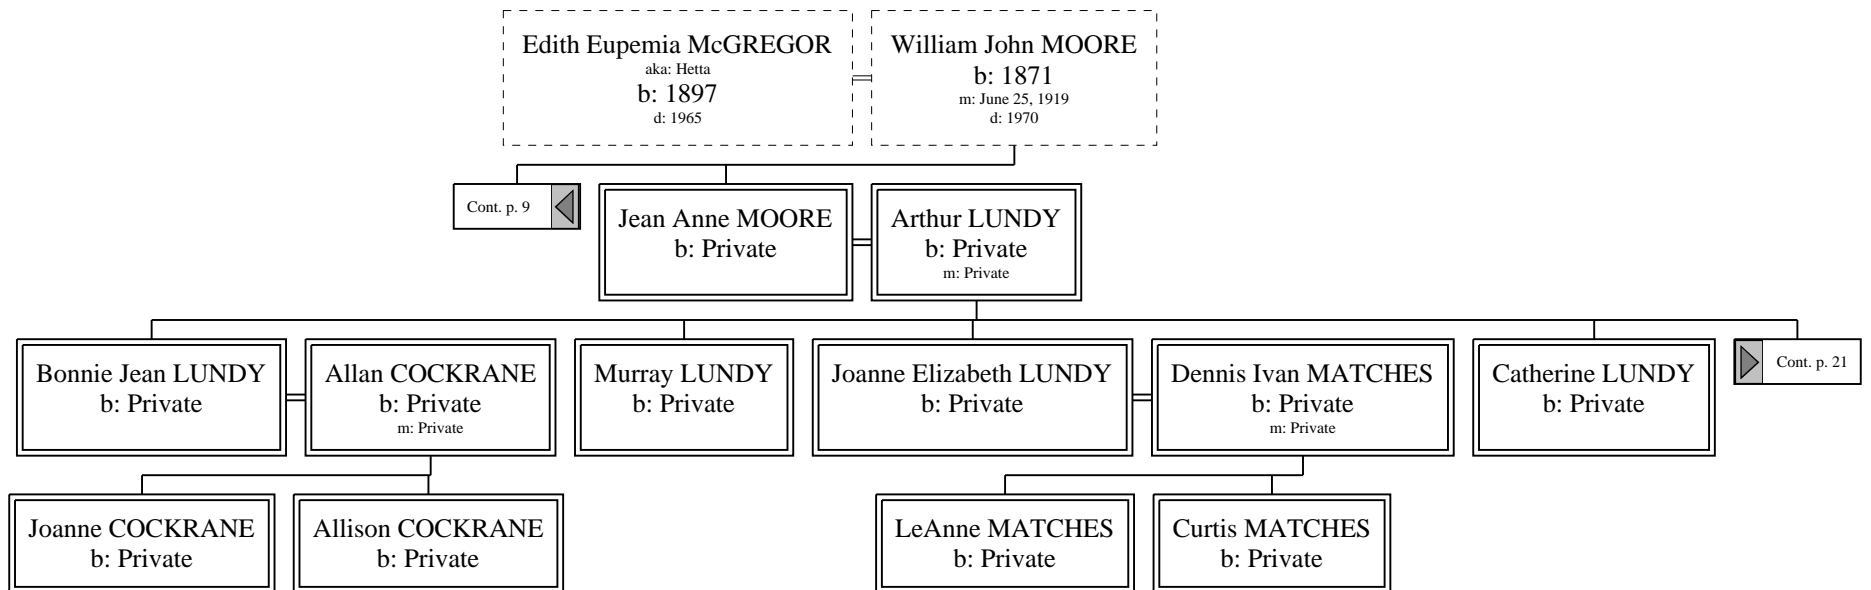 Edith Eupemia McGREGOR
aka: Hetta
b: 1897
d: 1965
William John MOORE
b: 1871
m: June 25, 1919
d: 1970
Cont. p. 9
Jean Anne MOORE
b: Private
Arthur LUNDY
b: Private
m: Private
Bonnie Jean LUNDY
b: Private
Allan COCKRANE
b: Private
m: Private
Murray LUNDY
b: Private
Joanne Elizabeth LUNDY
b: Private
Dennis Ivan MATCHES
b: Private
m: Private
Catherine LUNDY
b: Private
Cont. p. 21
Joanne COCKRANE
b: Private
Allison COCKRANE
b: Private
LeAnne MATCHES
b: Private
Curtis MATCHES
b: Private